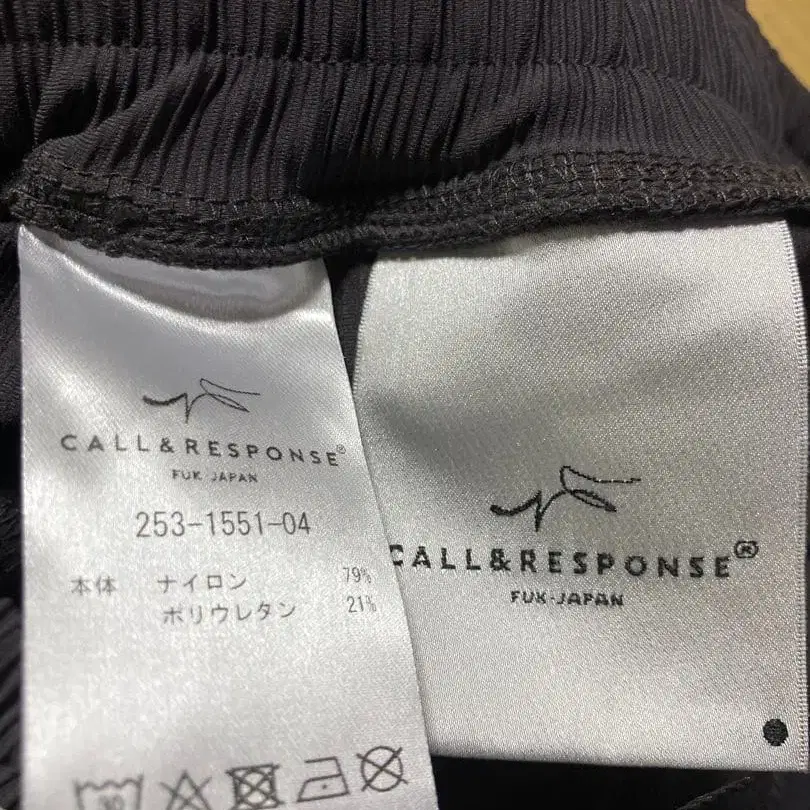 CALL&RESPONSE®
FUK JAPAN
253-1551-04
本体 ナイロン 79%
ポリウレタン 21%
CALL&RESPONSE®
FUK-JAPAN